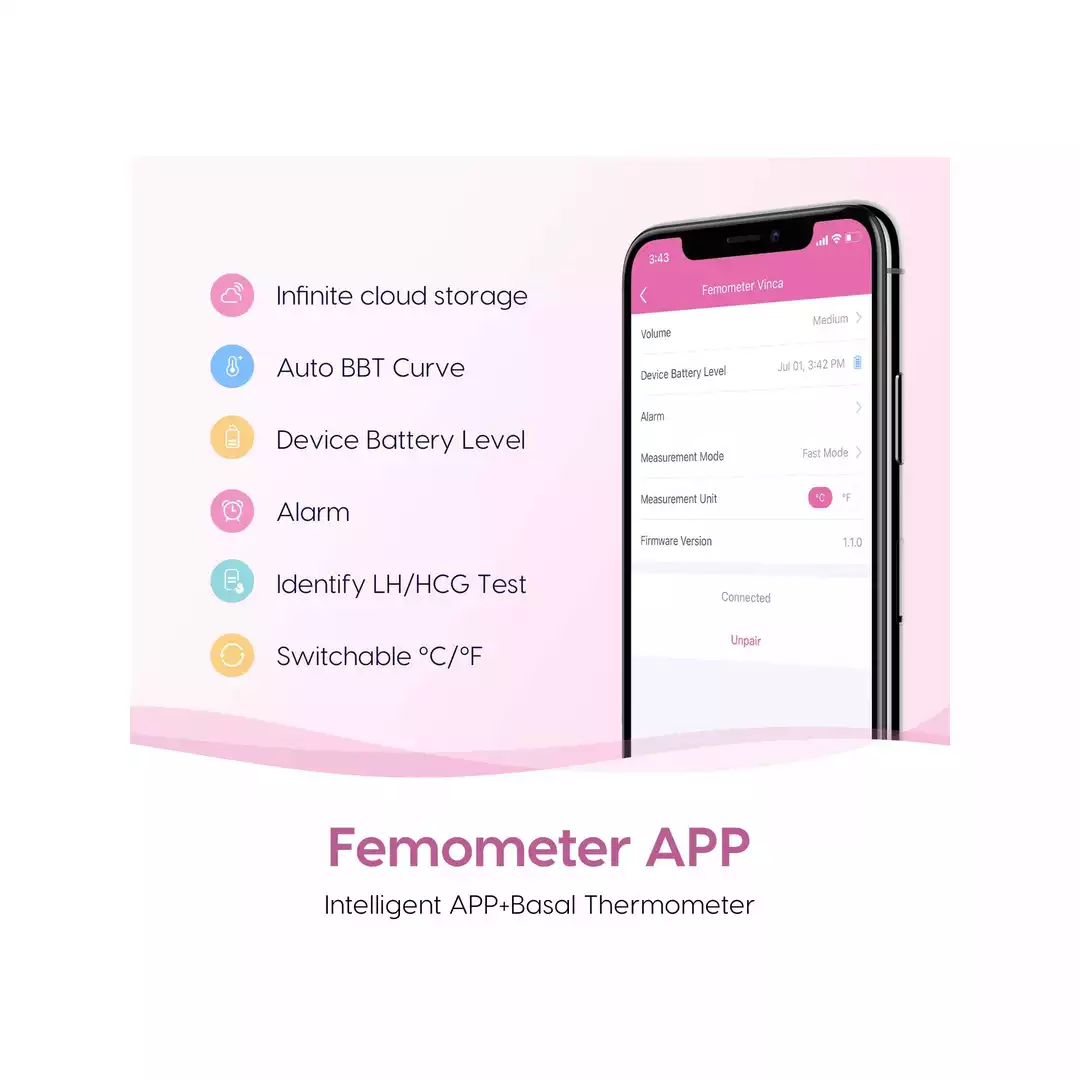 Infinite cloud storage
Auto BBT Curve
Device Battery Level
Alarm
Identify LH/HCG Test
Switchable °C/°F
3:43
Femometer Vinca
Volume Medium
Device Battery Level Jul 01, 3:42 PM
Alarm
Measurement Mode Fast Mode
Measurement Unit °C °F
Firmware Version 1.1.0
Connected
Unpair
Femometer APP
Intelligent APP+Basal Thermometer